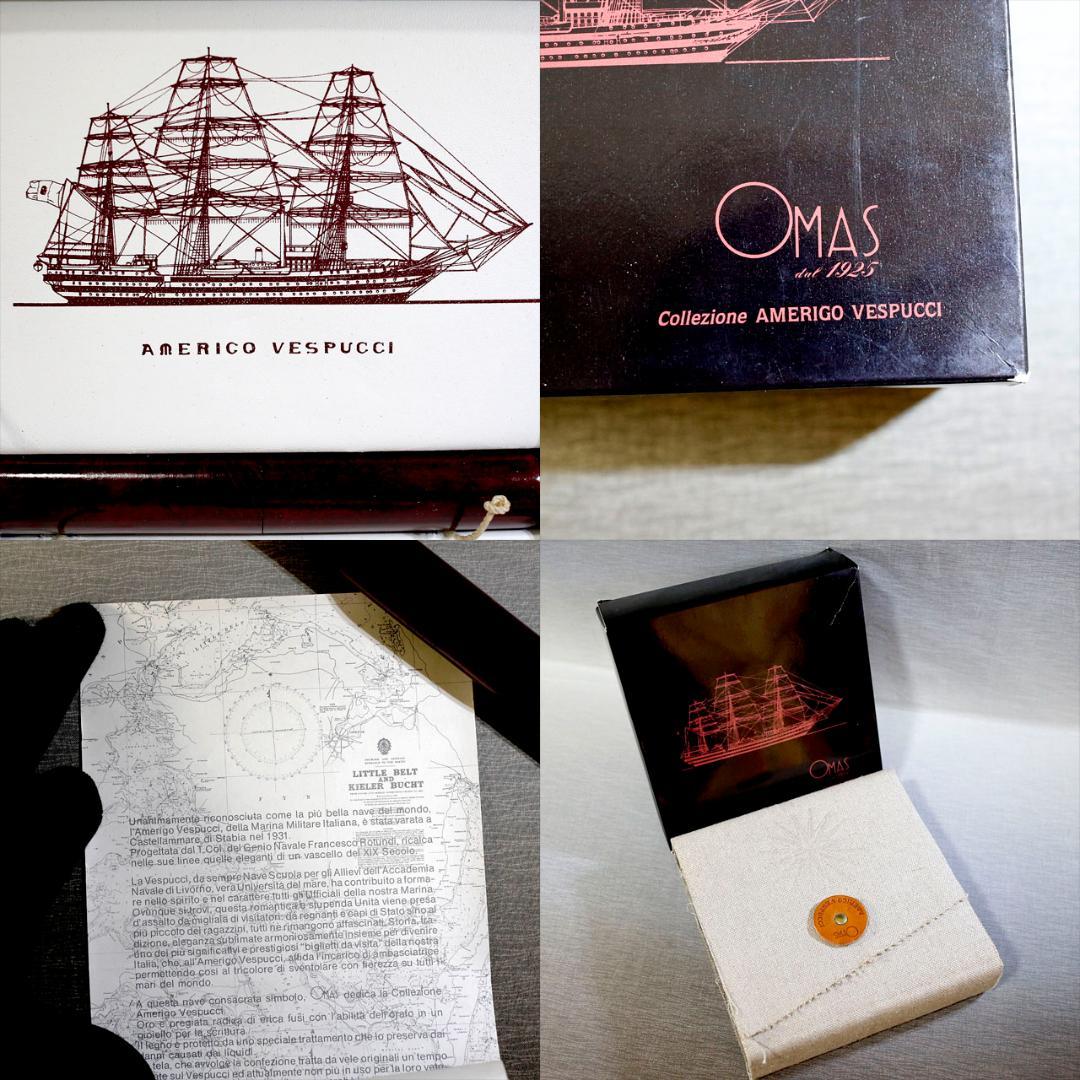 AMERICO VESPUCCI
OMAS
dal 1925
Collezione AMERIGO VESPUCCI
LITTLE BELT
AND
KIELER BUCHT
Unanimamente riconosciuta come la più bella nave del mondo,
l'Amerigo Vespucci, della Marina Militare Italiana, è stata varata a
Castellammare di Stabia nel 1931.
Progettata dal T.Col. del Genio Navale Francesco Rotundi, ricalca
nelle sue linee quelle eleganti di un vascello del XIX Secolo.
La Vespucci, da sempre Nave Scuola per gli Allievi dell'Accademia
Navale di Livorno, vera Università del mare, ha contribuito a forma-
re nello spirito e nel carattere tutti gli Ufficiali della nostra Marina.
Ovunque si trovi, questa romantica e stupenda Unità viene presa
d'assalto da migliaia di visitatori: da regnanti e capi di Stato sino al
più piccolo dei ragazzini, tutti ne rimangono affascinati. Storia, tra-
dizione, eleganza sublimate armoniosamente insieme per divenire
uno dei più significativi e prestigiosi "biglietti da visita" della nostra
Italia, che, all'Amerigo Vespucci, affida l'incarico di ambasciatrice
permettendo così al tricolore di sventolare con fierezza su tutti i
mari del mondo.
A questa nave consacrata simbolo, OMAS dedica la Collezione
Amerigo Vespucci.
Oro e pregiata radica di erica fusi con l'abilità dell'orafo in un
gioiello per la scrittura.
Il legno è protetto da uno speciale trattamento che lo preserva dai
danni causati dai liquidi.
tela, che avvolge la confezione tratta da vele originali un tempo
te sul Vespucci ed attualmente non più in uso per la loro
OMAS
OMAS
AMERIGO VESPUCCI